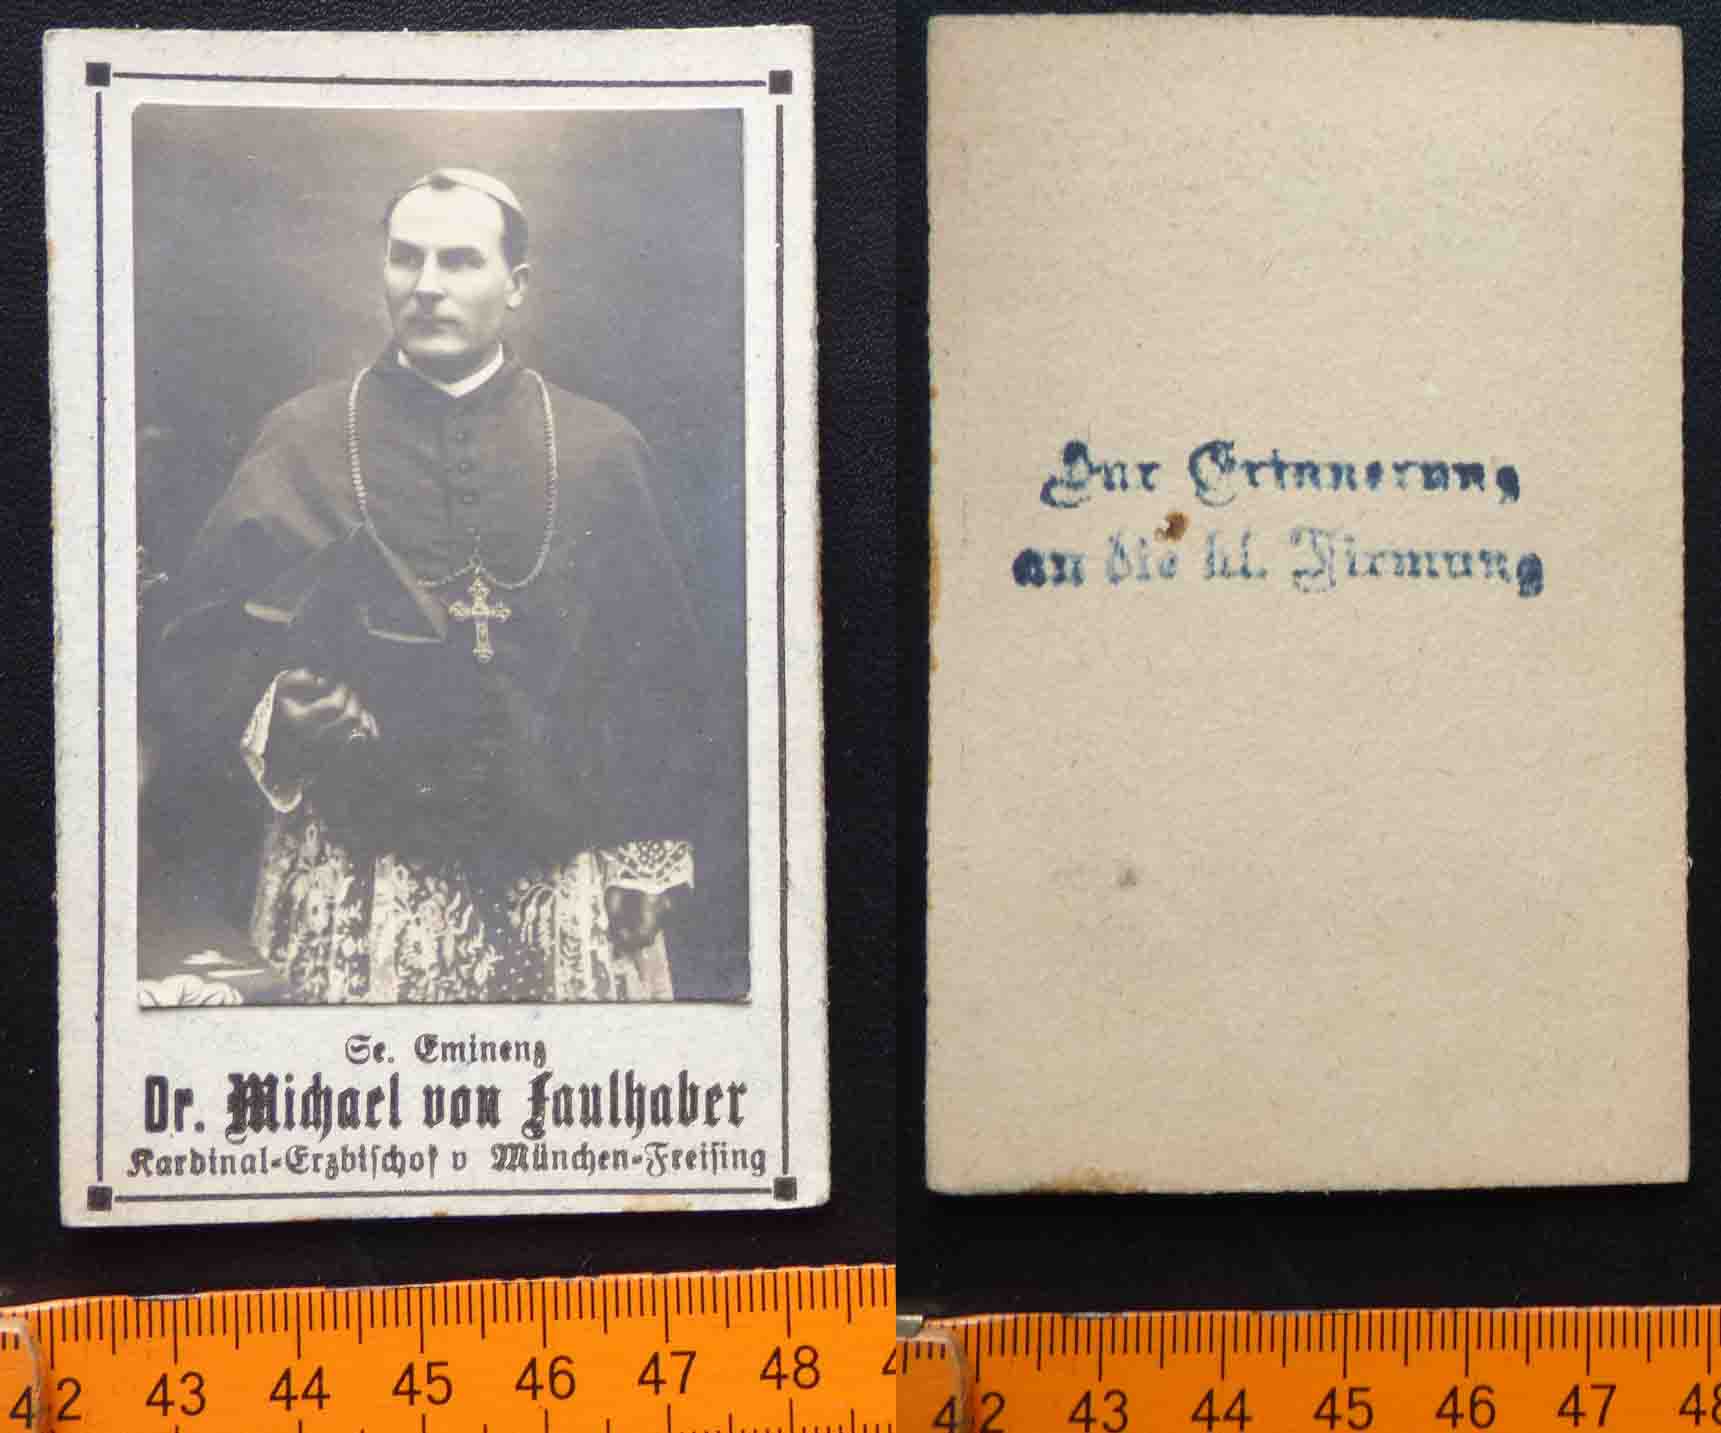 Se. Eminenz
Dr. Michael von Faulhaber
Kardinal-Erzbischof v München-Freising
42 43 44 45 46 47 48
Zur Erinnerung
an die hl. Firmung
42 43 44 45 46 47 48